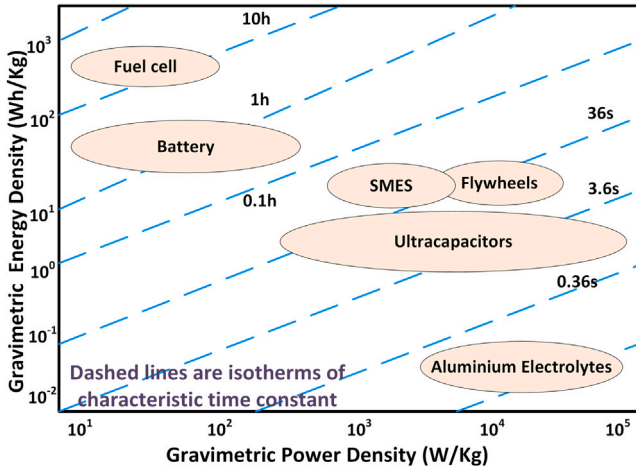 10h
10³
Fuel cell
1h
10²
Battery
36s
SMES
Flywheels
0.1h
3.6s
10¹
Ultracapacitors
10⁰
0.36s
10⁻¹
Aluminium Electrolytes
Dashed lines are isotherms of
characteristic time constant
10⁻²
10¹ 10² 10³ 10⁴ 10⁵
Gravimetric Power Density (W/Kg)
Gravimetric Energy Density (Wh/Kg)